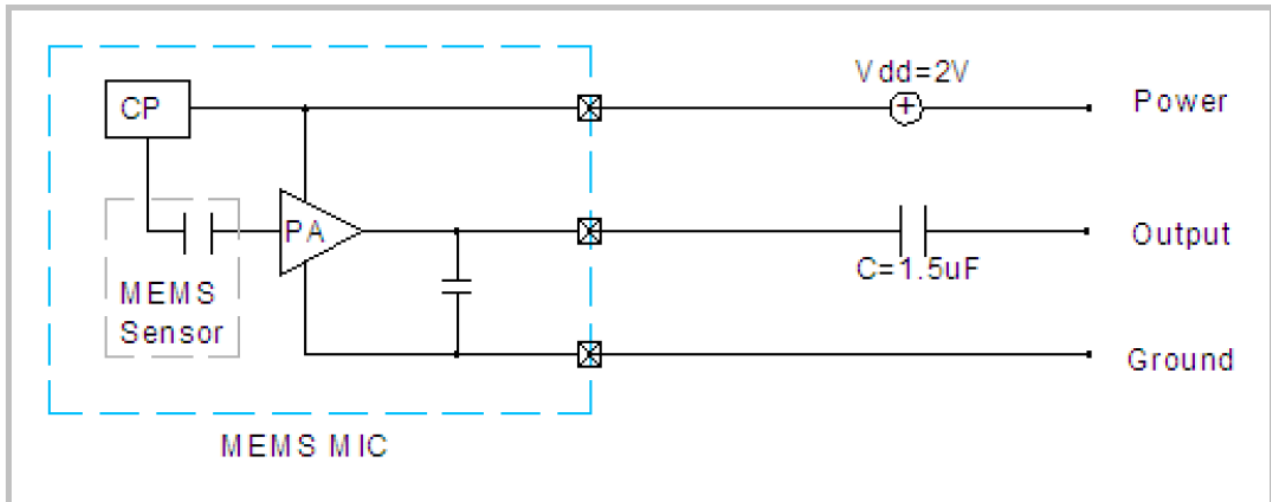 Vdd=2V
CP
Power
PA
Output
C=1.5uF
MEMS
Sensor
Ground
MEMS MIC